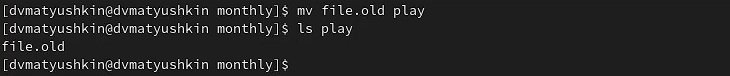 [dvmatyushkin@dvmatyushkin monthly]$ mv file.old play
[dvmatyushkin@dvmatyushkin monthly]$ ls play
file.old
[dvmatyushkin@dvmatyushkin monthly]$